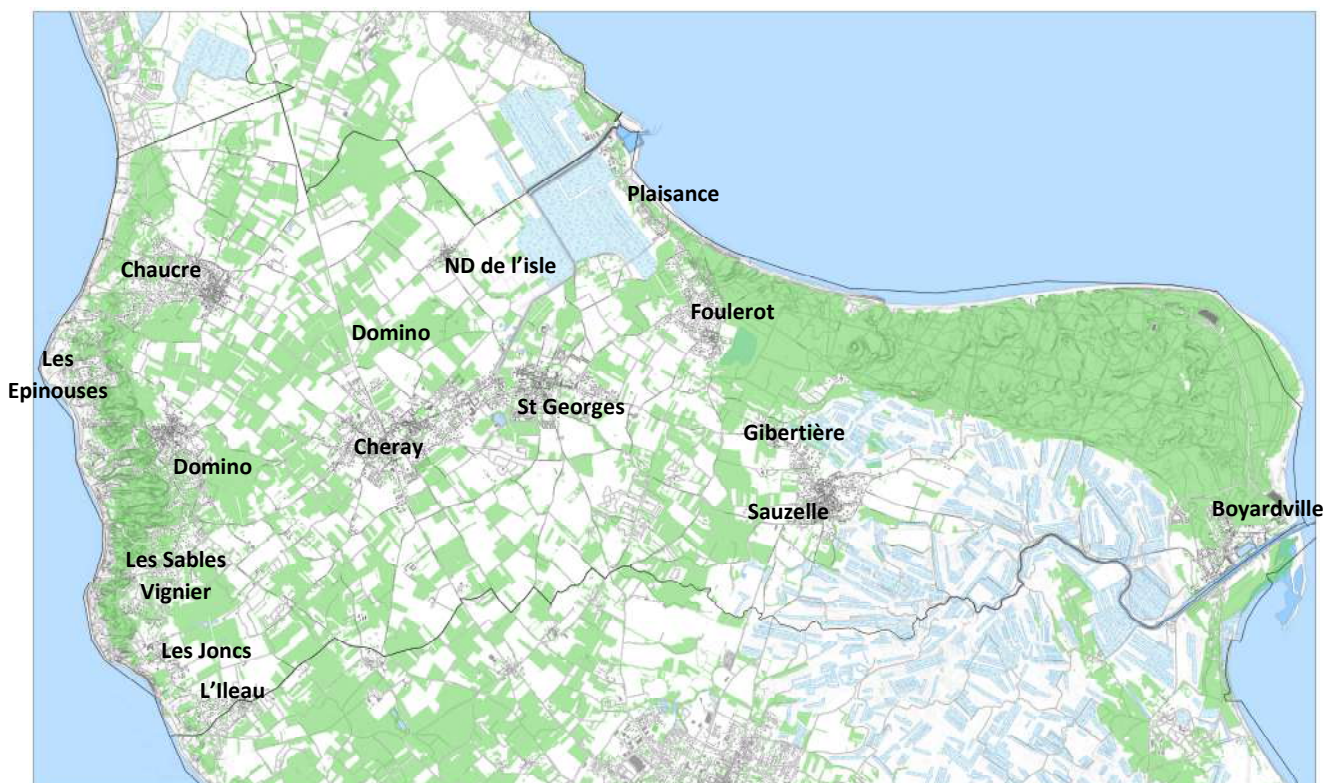 Plaisance
ND de l'isle
Chaucre
Foulerot
Domino
Les
Epinouses
St Georges
Gibertière
Cheray
Domino
Sauzelle
Boyardville
Les Sables
Vignier
Les Joncs
L'Ileau